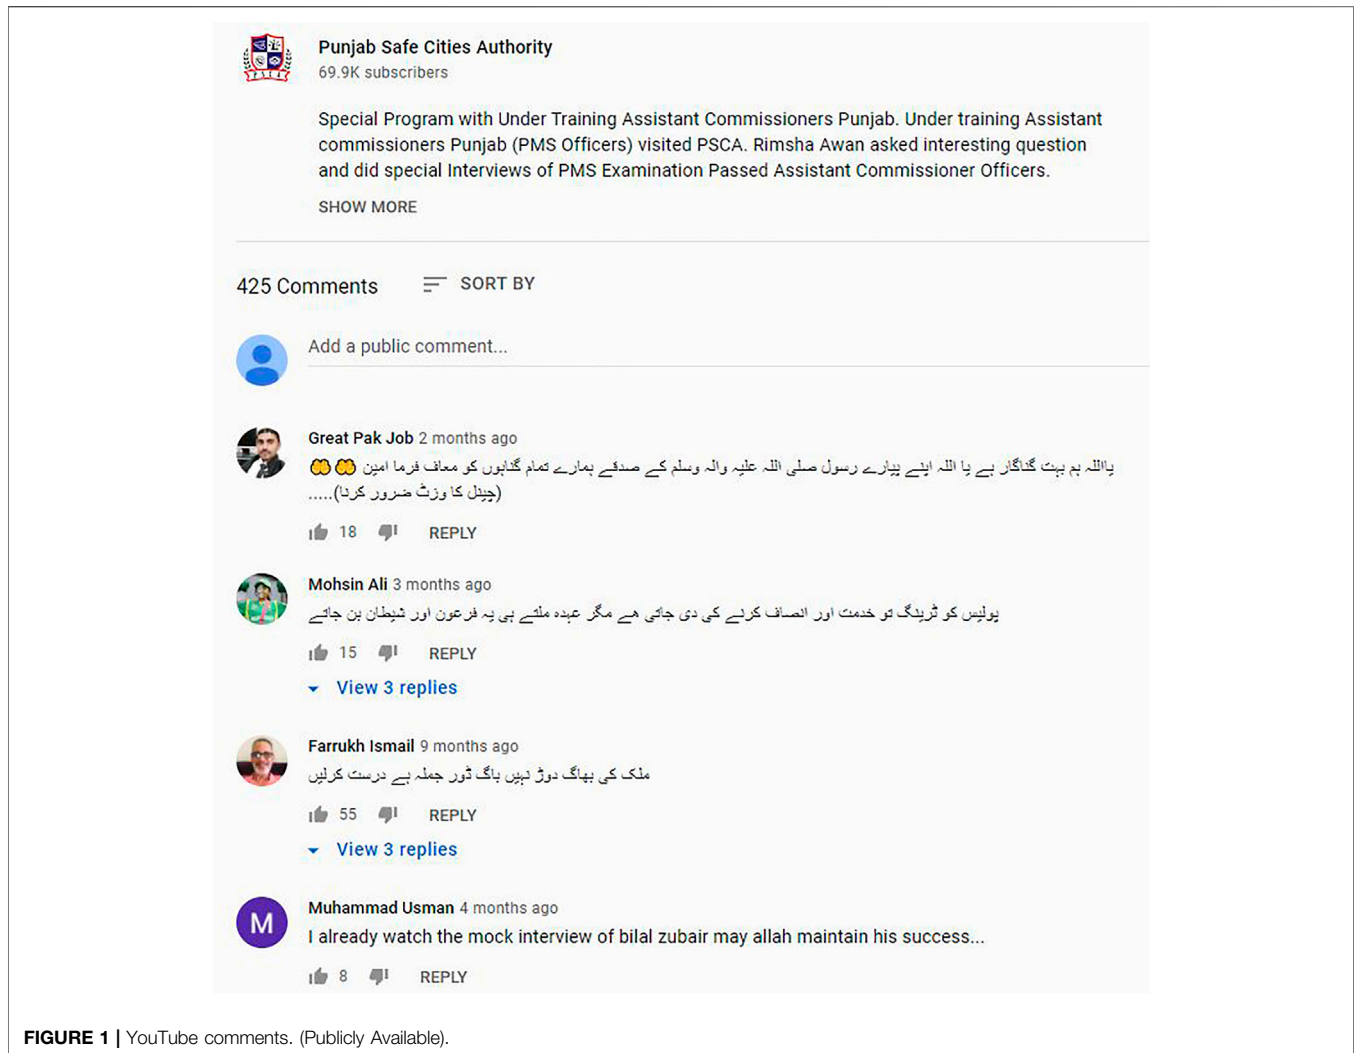 PSCA
Punjab Safe Cities Authority
69.9K subscribers
Special Program with Under Training Assistant Commissioners Punjab. Under training Assistant
commissioners Punjab (PMS Officers) visited PSCA. Rimsha Awan asked interesting question
and did special Interviews of PMS Examination Passed Assistant Commissioner Officers.
SHOW MORE
425 Comments
SORT BY
Add a public comment...
Great Pak Job 2 months ago
یااللہ ہم بہت گناگار ہے یا اللہ اپنے پیارے رسول صلی اللہ علیہ والہ وسلم کے صدقے ہمارے تمام گناہوں کو معاف فرما امین 🤲🤲
(چینل کا وزٹ ضرور کرنا).....
18 REPLY
Mohsin Ali 3 months ago
پولیس کو ٹریننگ تو خدمت اور انصاف کرنے کی دی جاتی ھے مگر عہدہ ملتے ہی یہ فرعون اور شیطان بن جاتے
15 REPLY
View 3 replies
Farrukh Ismail 9 months ago
ملک کی بھاگ دوڑ نہیں باگ ڈور جملہ ہے درست کرلیں
55 REPLY
View 3 replies
M
Muhammad Usman 4 months ago
I already watch the mock interview of bilal zubair may allah maintain his success...
8 REPLY
FIGURE 1 | YouTube comments. (Publicly Available).